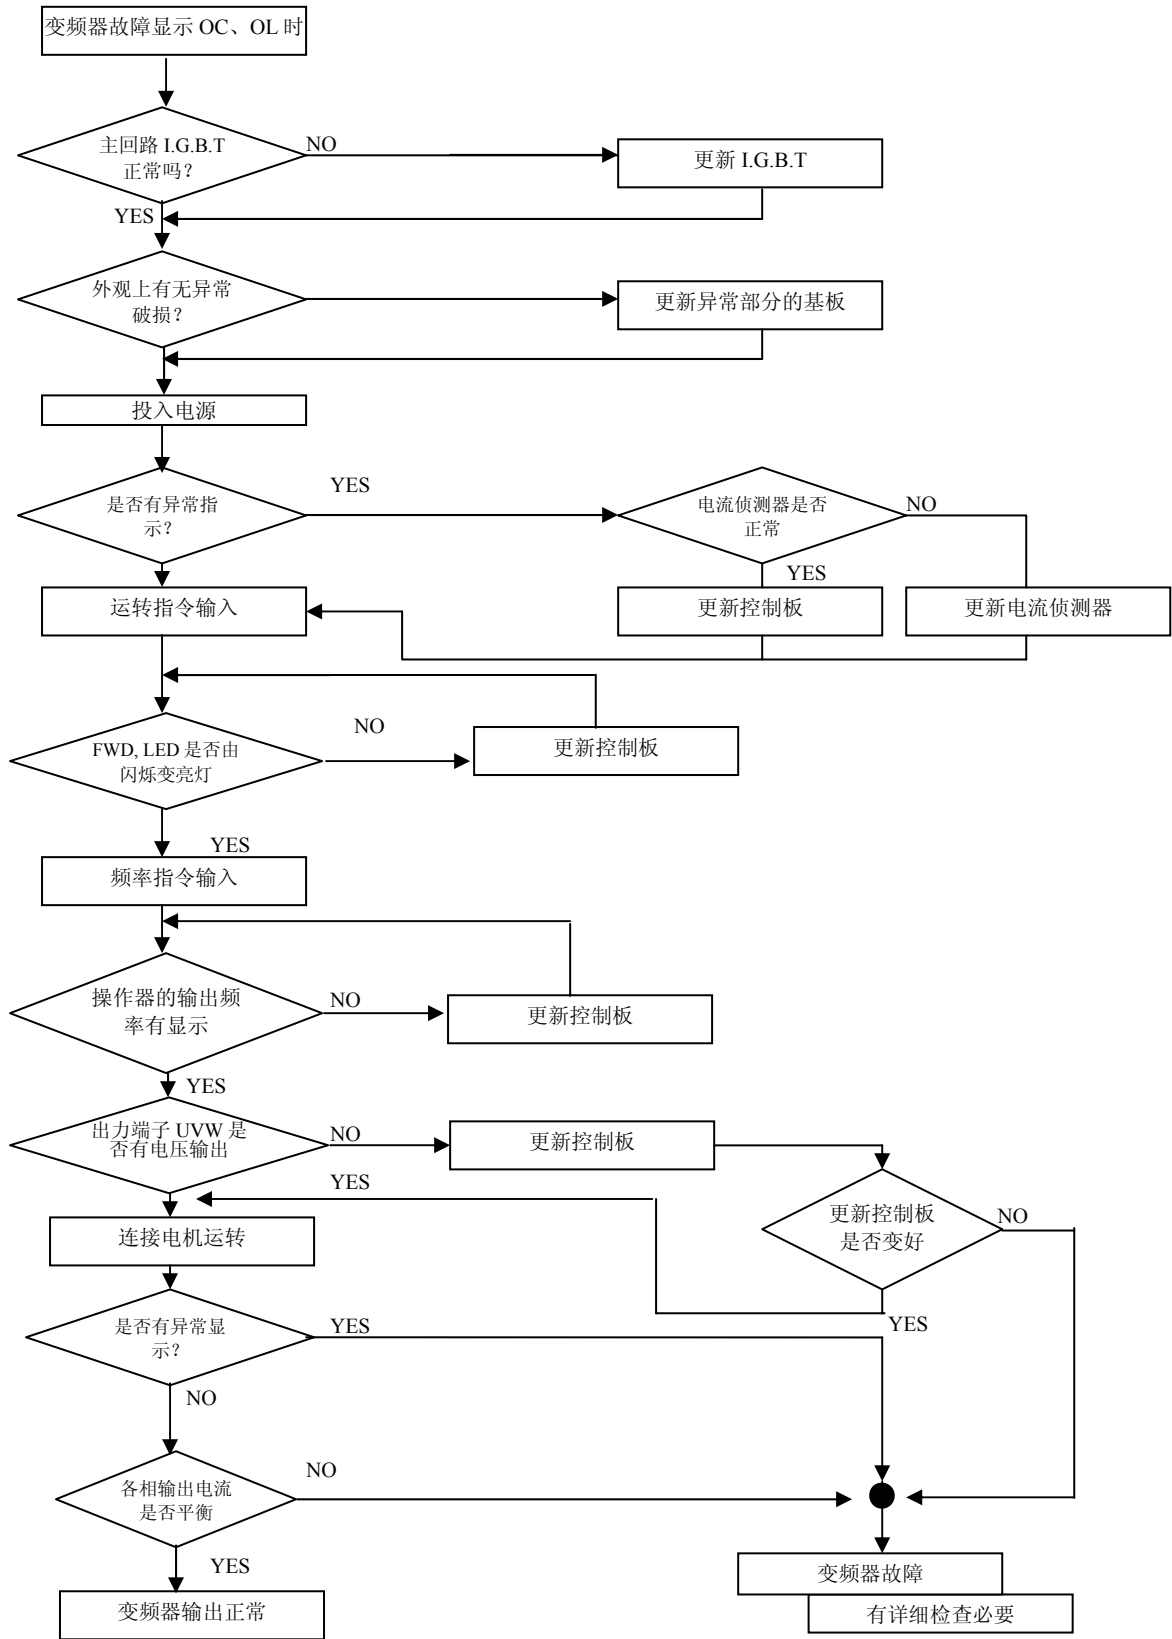 变频器故障显示 OC、OL 时
主回路 I.G.B.T
正常吗？
NO
更新 I.G.B.T
YES
外观上有无异常
破损？
更新异常部分的基板
投入电源
是否有异常指
示？
YES
电流侦测器是否
正常
NO
YES
运转指令输入
更新控制板
更新电流侦测器
FWD, LED 是否由
闪烁变亮灯
NO
更新控制板
YES
频率指令输入
操作器的输出频
率有显示
NO
更新控制板
YES
出力端子 UVW 是
否有电压输出
NO
更新控制板
YES
更新控制板
是否变好
NO
连接电机运转
YES
是否有异常显
示？
YES
NO
各相输出电流
是否平衡
NO
YES
变频器故障
变频器输出正常
有详细检查必要